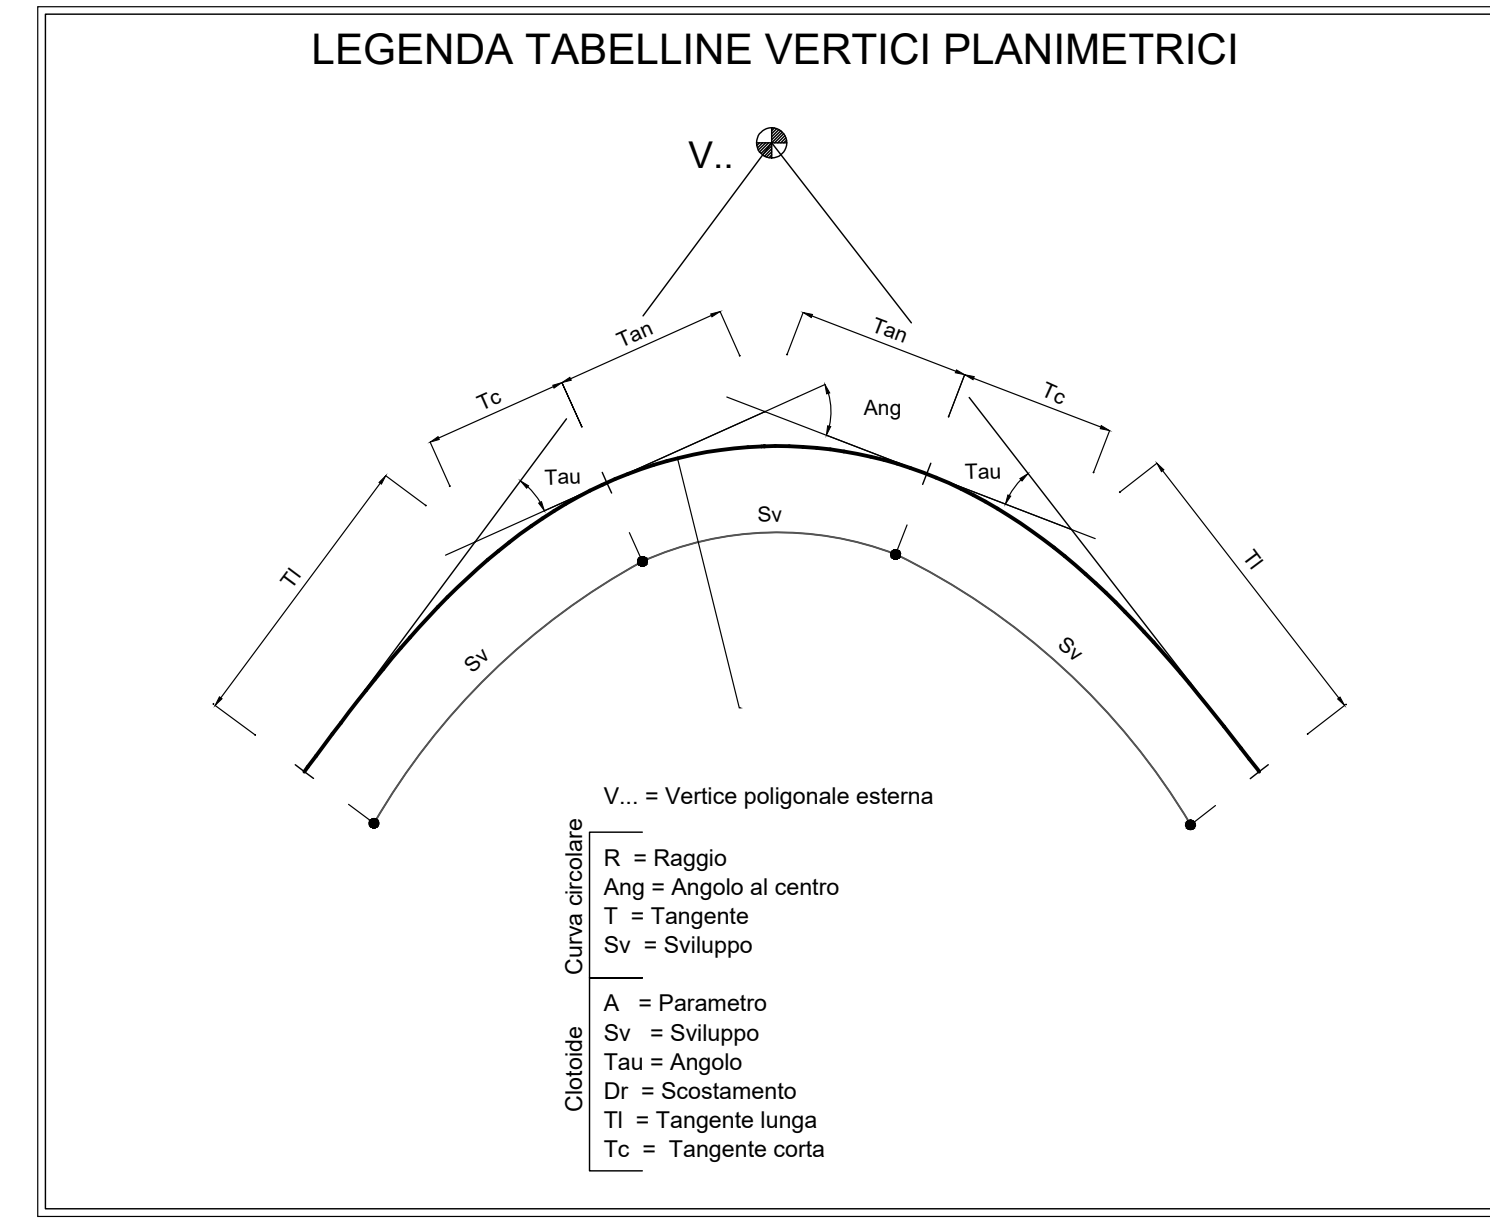 LEGENDA TABELLINE VERTICI PLANIMETRICI
V..
Tan
Tan
Tc
Tc
Ang
Tau
Tau
Sv
Tl
Tl
Sv
Sv
V... = Vertice poligonale esterna
Curva circolare
R = Raggio
Ang = Angolo al centro
T = Tangente
Sv = Sviluppo
Clotoide
A = Parametro
Sv = Sviluppo
Tau = Angolo
Dr = Scostamento
Tl = Tangente lunga
Tc = Tangente corta